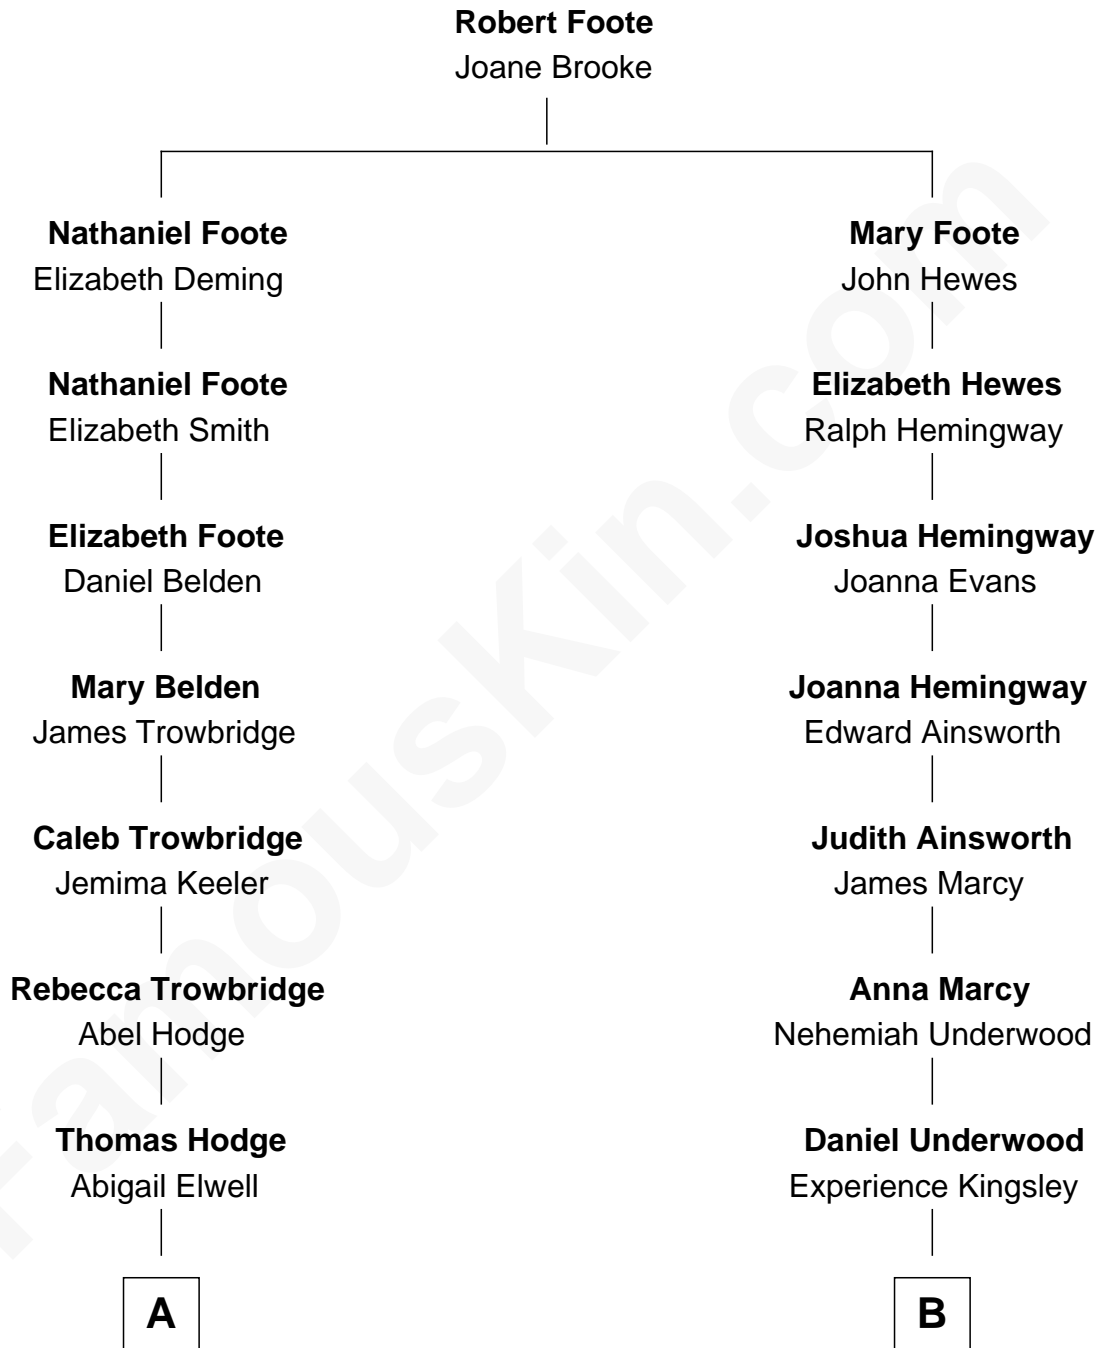 Robert Foote
Joane Brooke
Nathaniel Foote
Elizabeth Deming
Mary Foote
John Hewes
Nathaniel Foote
Elizabeth Smith
Elizabeth Hewes
Ralph Hemingway
Elizabeth Foote
Daniel Belden
Joshua Hemingway
Joanna Evans
Mary Belden
James Trowbridge
Joanna Hemingway
Edward Ainsworth
Caleb Trowbridge
Jemima Keeler
Judith Ainsworth
James Marcy
Rebecca Trowbridge
Abel Hodge
Anna Marcy
Nehemiah Underwood
Thomas Hodge
Abigail Elwell
Daniel Underwood
Experience Kingsley
A
B
FamousKin.com